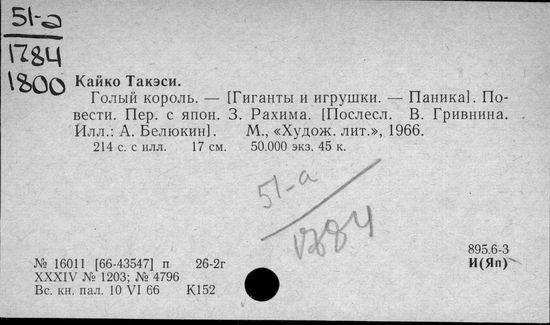 51-а
1784
1800
Кайко Такэси.
Голый король. — [Гиганты и игрушки. — Паника]. По-
вести. Пер. с япон. З. Рахима. [Послесл. В. Гривнина.
Илл.: А. Белюкин]. М., «Худож. лит.», 1966.
214 с. с илл. 17 см. 50.000 экз. 45 к.
51-а
1784
895.6-3
№ 16011 [66-43547] п 26-2г И(Яп)
XXXIV № 1203; № 4796
Вс. кн. пал. 10 VI 66 К152